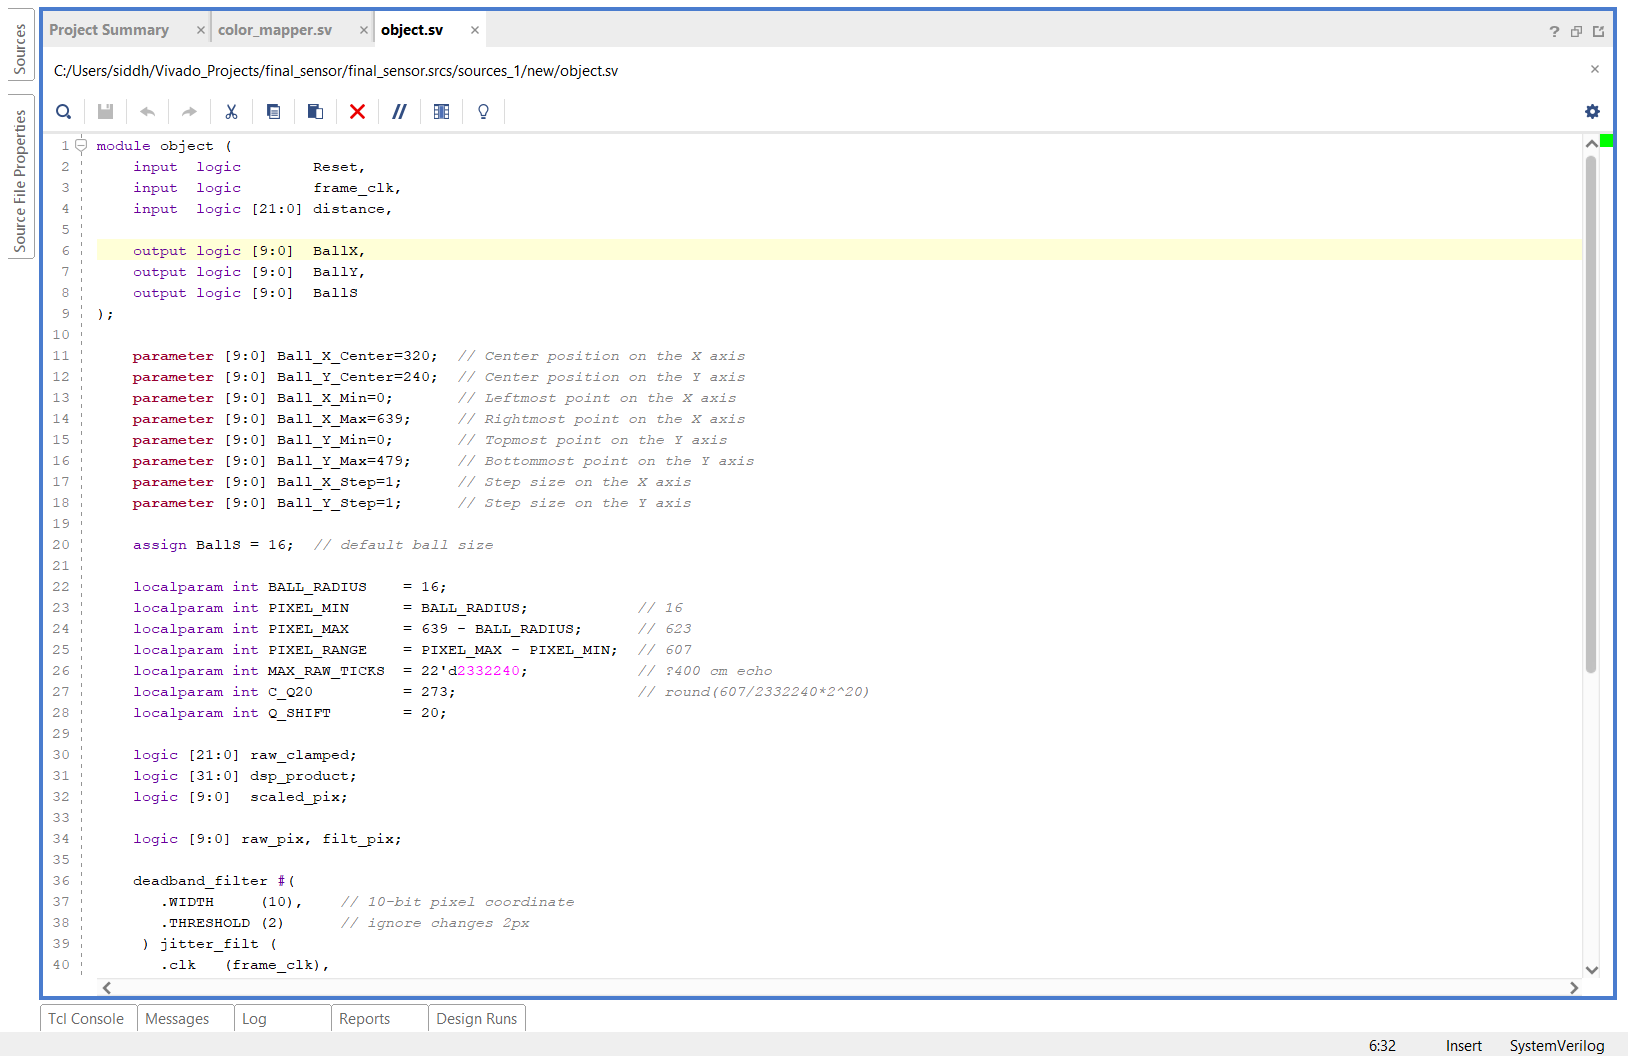 Sources
Source File Properties
Project Summary × color_mapper.sv × object.sv × ?
C:/Users/siddh/Vivado_Projects/final_sensor/final_sensor.srcs/sources_1/new/object.sv ×
1 module object (
2     input  logic        Reset,
3     input  logic        frame_clk,
4     input  logic [21:0] distance,
5
6     output logic [9:0]  BallX,
7     output logic [9:0]  BallY,
8     output logic [9:0]  BallS
9 );
10
11     parameter [9:0] Ball_X_Center=320;  // Center position on the X axis
12     parameter [9:0] Ball_Y_Center=240;  // Center position on the Y axis
13     parameter [9:0] Ball_X_Min=0;       // Leftmost point on the X axis
14     parameter [9:0] Ball_X_Max=639;     // Rightmost point on the X axis
15     parameter [9:0] Ball_Y_Min=0;       // Topmost point on the Y axis
16     parameter [9:0] Ball_Y_Max=479;     // Bottommost point on the Y axis
17     parameter [9:0] Ball_X_Step=1;      // Step size on the X axis
18     parameter [9:0] Ball_Y_Step=1;      // Step size on the Y axis
19
20     assign BallS = 16;  // default ball size
21
22     localparam int BALL_RADIUS    = 16;
23     localparam int PIXEL_MIN      = BALL_RADIUS;            // 16
24     localparam int PIXEL_MAX      = 639 - BALL_RADIUS;      // 623
25     localparam int PIXEL_RANGE    = PIXEL_MAX - PIXEL_MIN;  // 607
26     localparam int MAX_RAW_TICKS  = 22'd2332240;            // ?400 cm echo
27     localparam int C_Q20          = 273;                    // round(607/2332240*2^20)
28     localparam int Q_SHIFT        = 20;
29
30     logic [21:0] raw_clamped;
31     logic [31:0] dsp_product;
32     logic [9:0]  scaled_pix;
33
34     logic [9:0] raw_pix, filt_pix;
35
36     deadband_filter #(
37        .WIDTH     (10),    // 10-bit pixel coordinate
38        .THRESHOLD (2)      // ignore changes 2px
39      ) jitter_filt (
40        .clk   (frame_clk),
Tcl Console Messages Log Reports Design Runs
6:32 Insert SystemVerilog